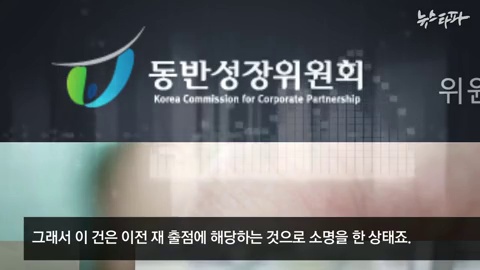 뉴스타파
동반성장위원회
Korea Commission for Corporate Partnership
위원
그래서 이 건은 이전 재 출점에 해당하는 것으로 소명을 한 상태죠.